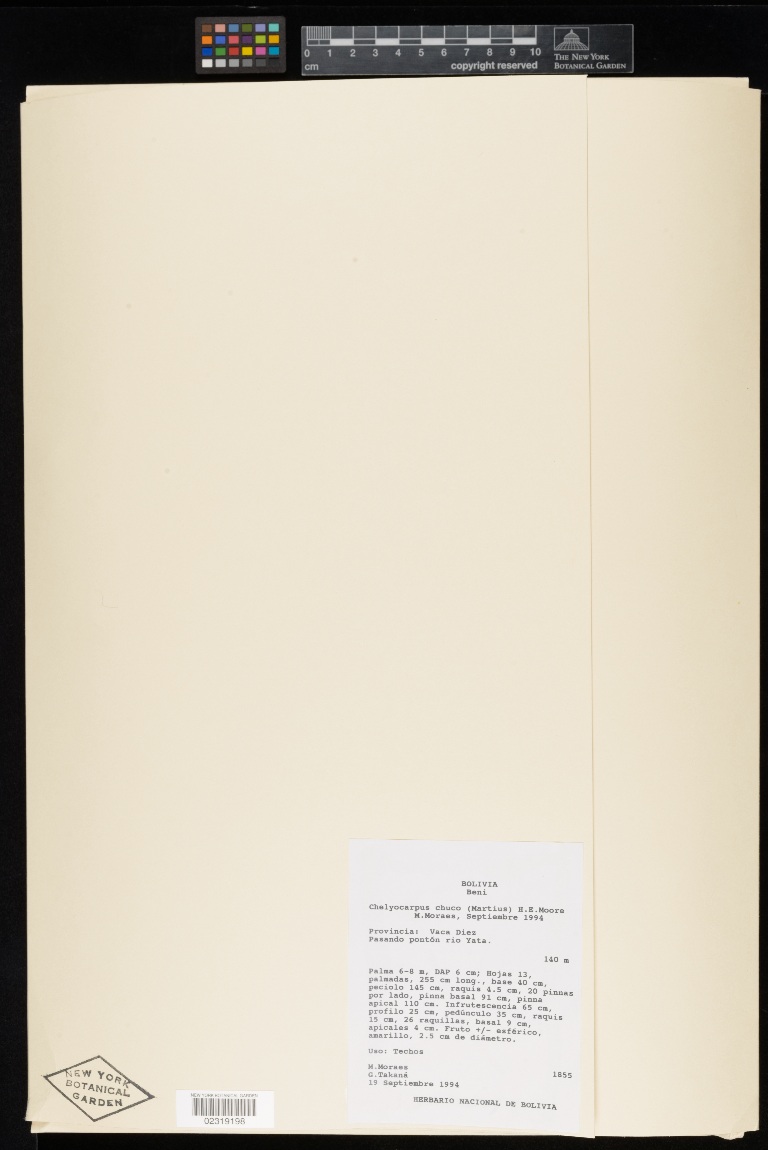 0 1 2 3 4 5 6 7 8 9 10
cm
copyright reserved
THE NEW YORK
BOTANICAL GARDEN
BOLIVIA
Beni
Chelyocarpus chuco (Martius) H.E.Moore
M.Moraes, Septiembre 1994
Provincia: Vaca Diez
Pasando pontón río Yata.
140 m
Palma 6-8 m, DAP 6 cm; Hojas 13,
palmadas, 255 cm long., base 40 cm,
peciolo 145 cm, raquis 4.5 cm, 20 pinnas
por lado, pinna basal 91 cm, pinna
apical 110 cm. Infrutescencia 65 cm,
profilo 25 cm, pedúnculo 35 cm, raquis
15 cm, 26 raquillas, basal 9 cm,
apicales 4 cm. Fruto +/- esférico,
amarillo, 2.5 cm de diámetro.
Uso: Techos
M.Moraes
G.Takaná 1855
19 Septiembre 1994
HERBARIO NACIONAL DE BOLIVIA
NEW YORK
BOTANICAL
GARDEN
NEW YORK BOTANICAL GARDEN
02319198